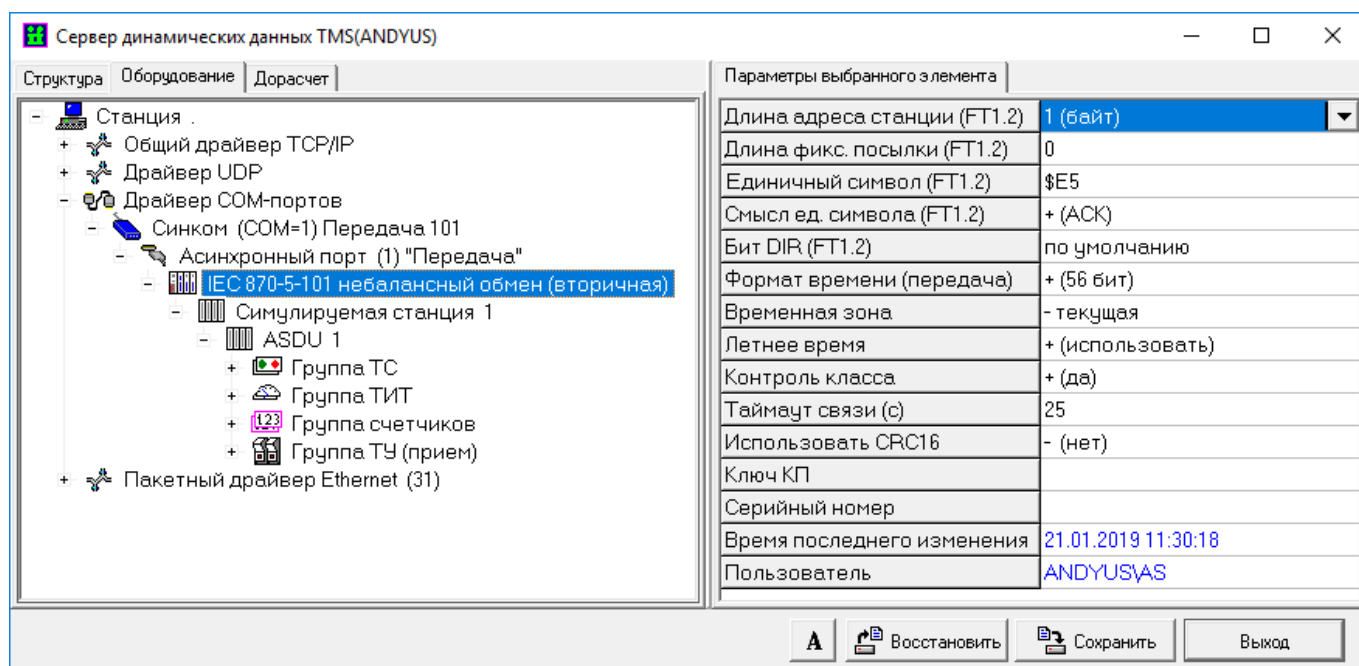 Сервер динамических данных TMS(ANDYUS)
Структура Оборудование Дорасчет
Станция .
Общий драйвер TCP/IP
Драйвер UDP
Драйвер COM-портов
Синком (COM=1) Передача 101
Асинхронный порт (1) "Передача"
IEC 870-5-101 небалансный обмен (вторичная)
Симулируемая станция 1
ASDU 1
Группа ТС
Группа ТИТ
123 Группа счетчиков
Группа ТУ (прием)
Пакетный драйвер Ethernet (31)
Параметры выбранного элемента
Длина адреса станции (FT1.2) 1 (байт)
Длина фикс. посылки (FT1.2) 0
Единичный символ (FT1.2) $E5
Смысл ед. символа (FT1.2) + (ACK)
Бит DIR (FT1.2) по умолчанию
Формат времени (передача) + (56 бит)
Временная зона - текущая
Летнее время + (использовать)
Контроль класса + (да)
Таймаут связи (с) 25
Использовать CRC16 - (нет)
Ключ КП
Серийный номер
Время последнего изменения 21.01.2019 11:30:18
Пользователь ANDYUS\AS
A Восстановить Сохранить Выход